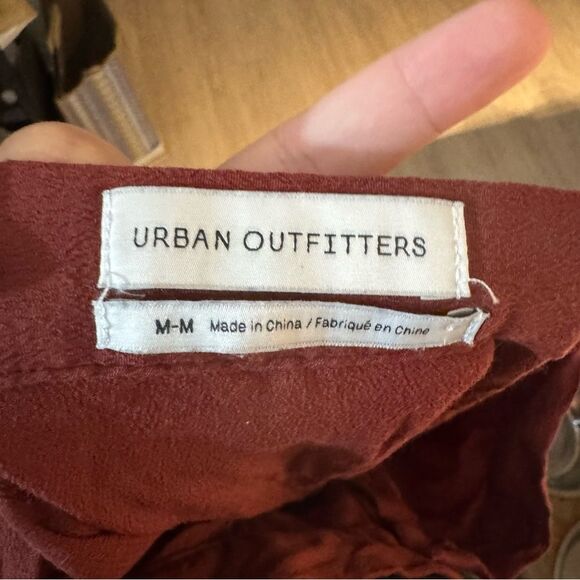 URBAN OUTFITTERS
M-M Made in China / Fabriqué en Chine